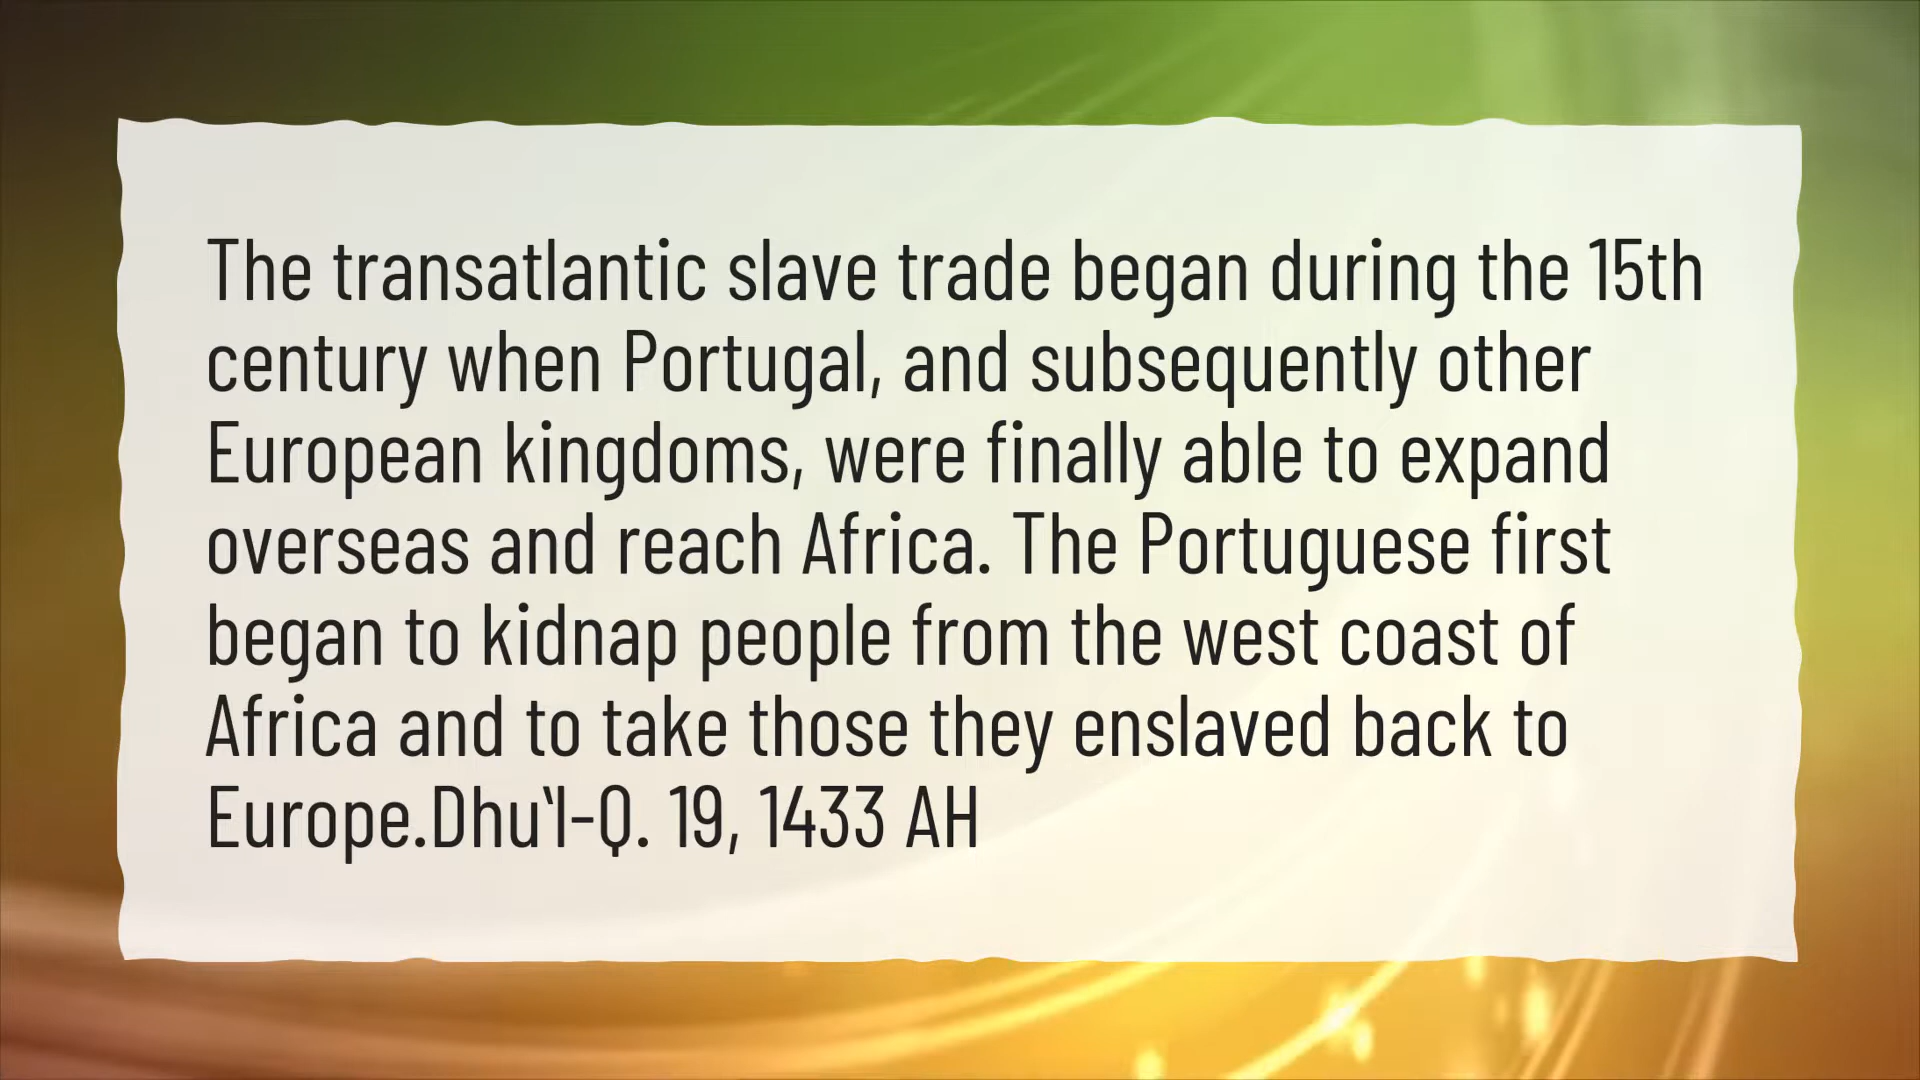 The transatlantic slave trade began during the 15th
century when Portugal, and subsequently other
European kingdoms, were finally able to expand
overseas and reach Africa. The Portuguese first
began to kidnap people from the west coast of
Africa and to take those they enslaved back to
Europe.Dhuʻl-Q. 19, 1433 AH